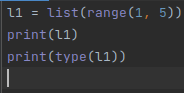 l1 = list(range(1, 5))
print(l1)
print(type(l1))